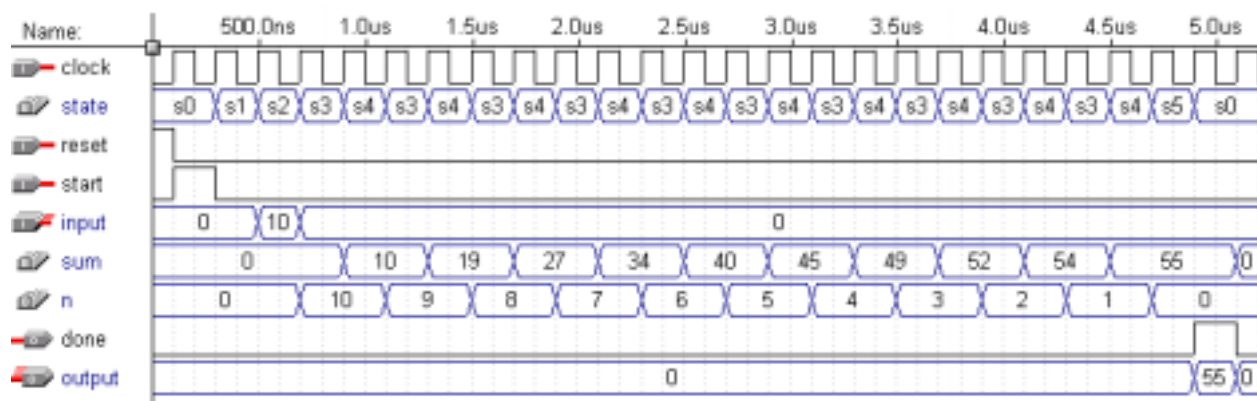 Name: 500.0ns 1.0us 1.5us 2.0us 2.5us 3.0us 3.5us 4.0us 4.5us 5.0us
clock
state s0 s1 s2 s3 s4 s3 s4 s3 s4 s3 s4 s3 s4 s3 s4 s3 s4 s3 s4 s3 s4 s3 s4 s5 s0
reset
start
input 0 10 0
sum 0 10 19 27 34 40 45 49 52 54 55 0
n 0 10 9 8 7 6 5 4 3 2 1 0
done
output 0 55 0